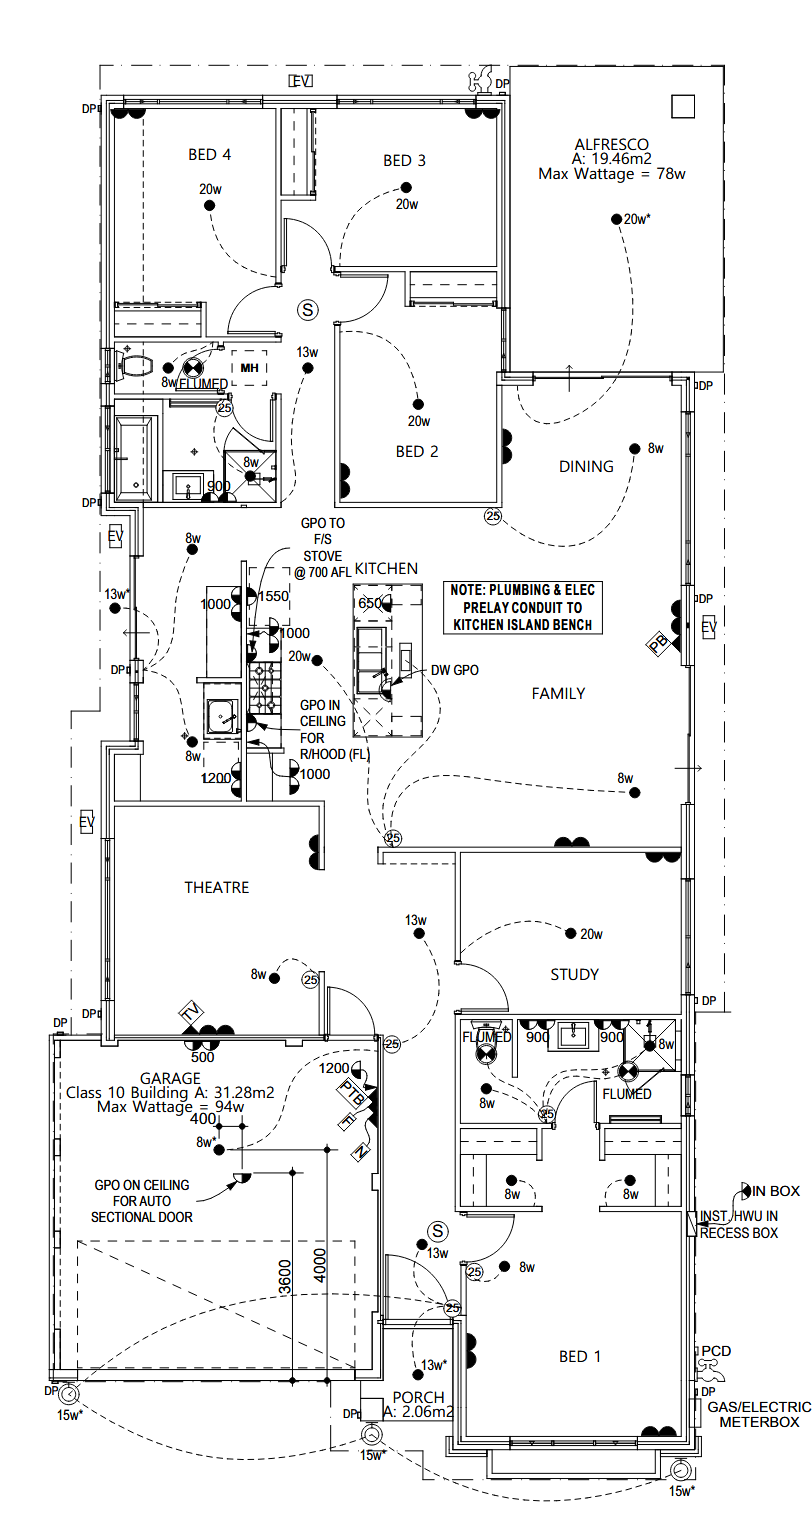 EV
DP
DP
BED 4
BED 3
ALFRESCO
A: 19.46m2
Max Wattage = 78w
20w
20w
20w*
S
13w
MH
8w
FLUMED
DP
25
20w
BED 2
DINING
8w
8w
900
DP
25
EV
8w
GPO TO
F/S
STOVE
@ 700 AFL
KITCHEN
13w*
1000
1550
650
NOTE: PLUMBING & ELEC
PRELAY CONDUIT TO
KITCHEN ISLAND BENCH
DP
EV
1000
20w
PB
DP
DW GPO
FAMILY
GPO IN
CEILING
FOR
R/HOOD (FL)
8w
1200
1000
8w
EV
25
THEATRE
13w
20w
8w
25
STUDY
TV
DP
DP
DP
500
25
FLUMED
900
900
8w
GARAGE
Class 10 Building A: 31.28m2
Max Wattage = 94w
1200
PTB
F
N
400
8w*
8w
25
FLUMED
GPO ON CEILING
FOR AUTO
SECTIONAL DOOR
8w
8w
IN BOX
INST. HWU IN
RECESS BOX
3600
4000
S
13w
25
8w
25
BED 1
PCD
13w*
DP
DP
15w*
PORCH
A: 2.06m2
DP
GAS/ELECTRIC
METERBOX
15w*
15w*